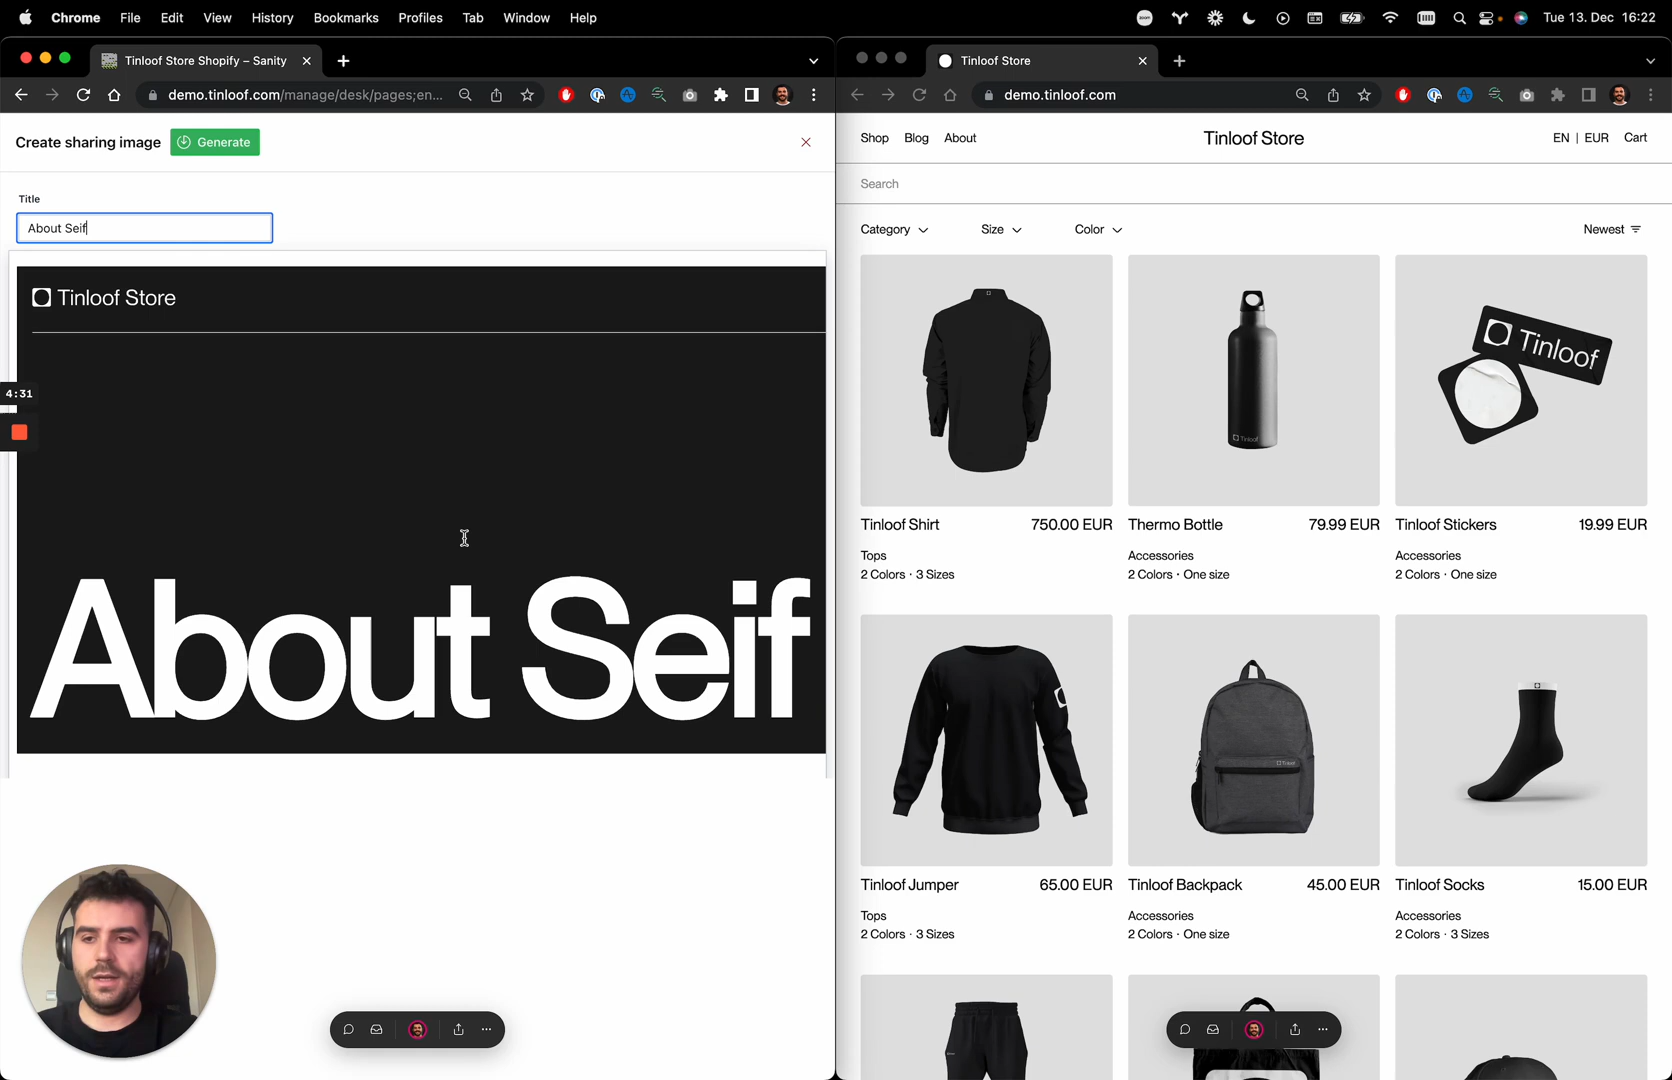 Chrome File Edit View History Bookmarks Profiles Tab Window Help
Tue 13. Dec 16:22
Tinloof Store Shopify – Sanity
demo.tinloof.com/manage/desk/pages;en...
Create sharing image
Generate
Title
About Seif
Tinloof Store
4:31
About Seif
Tinloof Store
demo.tinloof.com
Shop Blog About
Tinloof Store
EN | EUR Cart
Search
Category Size Color
Newest
Tinloof
Tinloof
Tinloof Shirt 750.00 EUR
Tops
2 Colors · 3 Sizes
Thermo Bottle 79.99 EUR
Accessories
2 Colors · One size
Tinloof Stickers 19.99 EUR
Accessories
2 Colors · One size
Tinloof
Tinloof Jumper 65.00 EUR
Tops
2 Colors · 3 Sizes
Tinloof Backpack 45.00 EUR
Accessories
2 Colors · One size
Tinloof Socks 15.00 EUR
Accessories
2 Colors · 3 Sizes